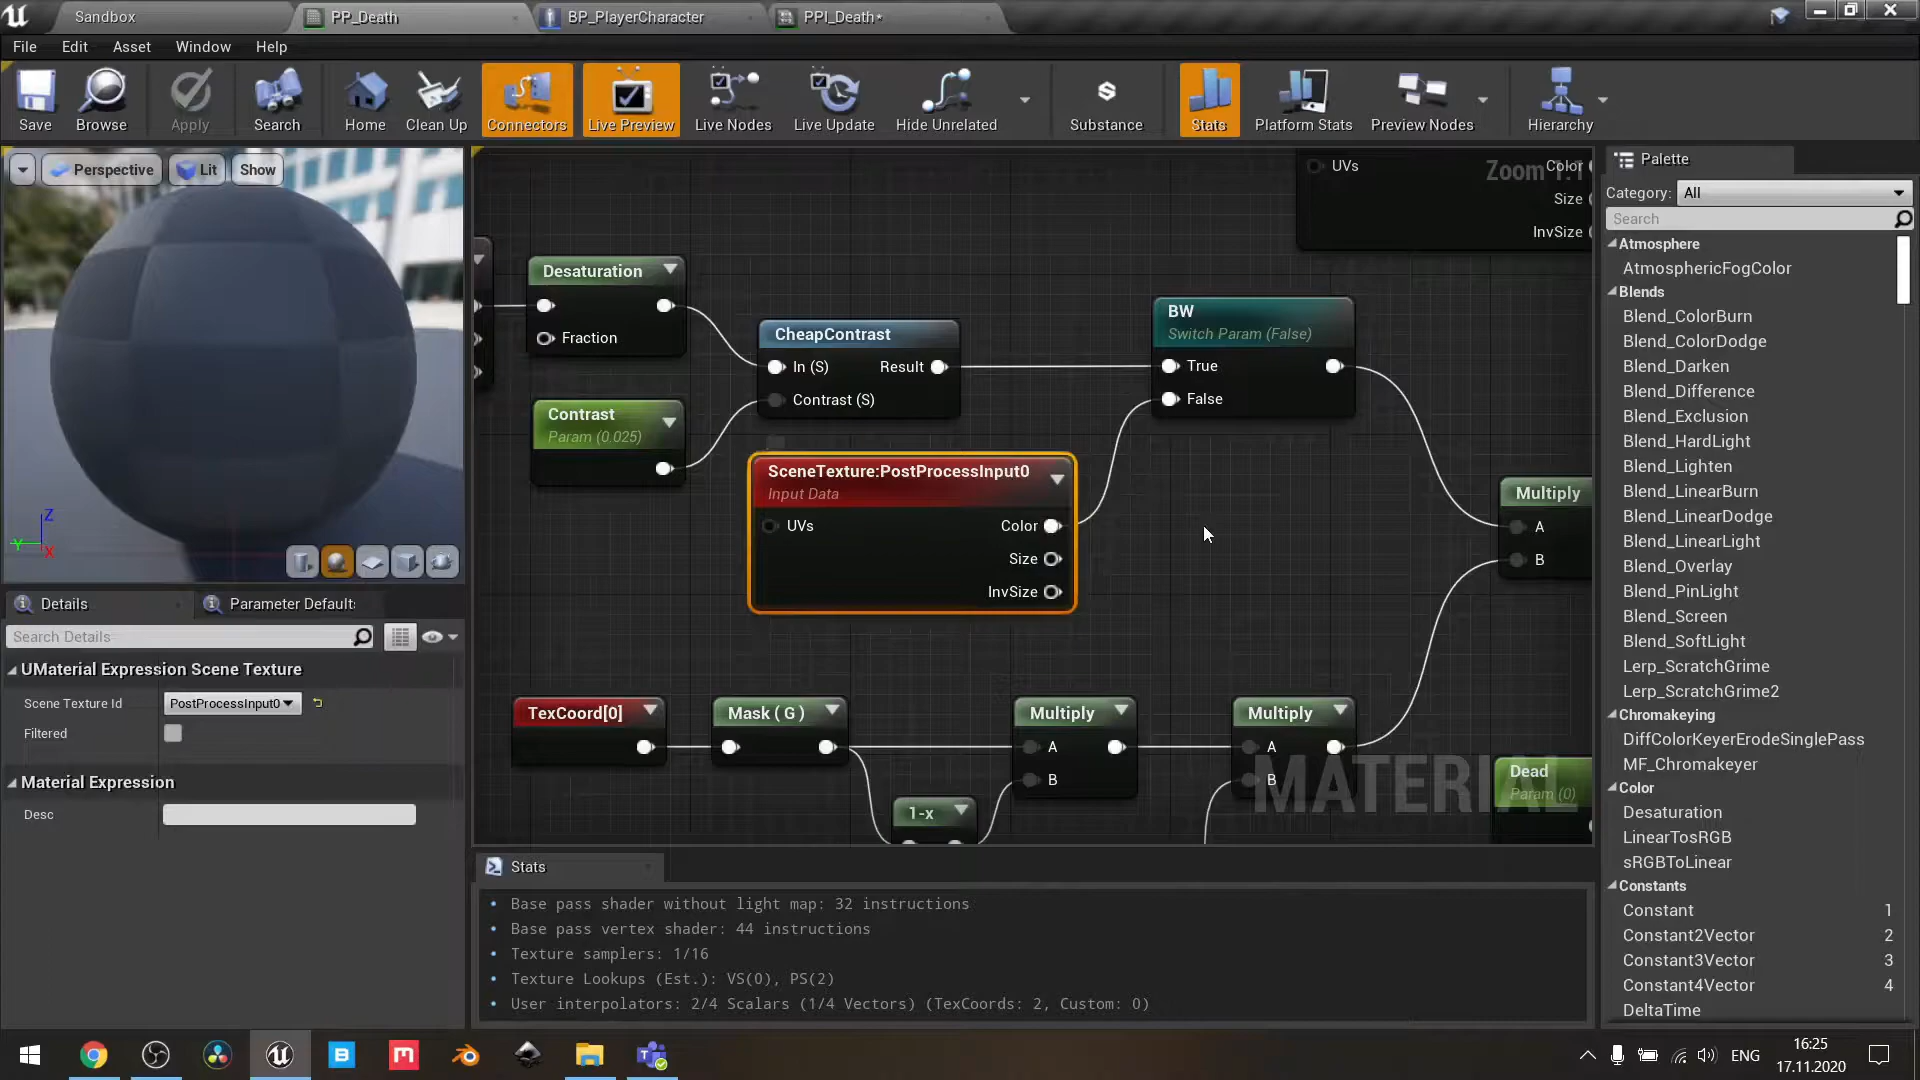 Sandbox
PP_Death
BP_PlayerCharacter
PPI_Death*
File Edit Asset Window Help
Save
Browse
Apply
Search
Home
Clean Up
Connectors
Live Preview
Live Nodes
Live Update
Hide Unrelated
Substance
Stats
Platform Stats
Preview Nodes
Hierarchy
Perspective
Lit
Show
Z
Y
X
Zoom 1:1
UVs Color
Size
InvSize
Desaturation
Fraction
Contrast
Param (0.025)
CheapContrast
In (S) Result
Contrast (S)
BW
Switch Param (False)
True
False
SceneTexture:PostProcessInput0
Input Data
UVs Color
Size
InvSize
Multiply
A
B
TexCoord[0]
Mask ( G )
1-x
Multiply
A
B
Multiply
A
B
Dead
Param (0)
MATERIAL
Details
Parameter Defaults
Search Details
UMaterial Expression Scene Texture
Scene Texture Id PostProcessInput0
Filtered
Material Expression
Desc
Stats
• Base pass shader without light map: 32 instructions
• Base pass vertex shader: 44 instructions
• Texture samplers: 1/16
• Texture Lookups (Est.): VS(0), PS(2)
• User interpolators: 2/4 Scalars (1/4 Vectors) (TexCoords: 2, Custom: 0)
Palette
Category: All
Search
Atmosphere
AtmosphericFogColor
Blends
Blend_ColorBurn
Blend_ColorDodge
Blend_Darken
Blend_Difference
Blend_Exclusion
Blend_HardLight
Blend_Lighten
Blend_LinearBurn
Blend_LinearDodge
Blend_LinearLight
Blend_Overlay
Blend_PinLight
Blend_Screen
Blend_SoftLight
Lerp_ScratchGrime
Lerp_ScratchGrime2
Chromakeying
DiffColorKeyerErodeSinglePass
MF_Chromakeyer
Color
Desaturation
LinearTosRGB
sRGBToLinear
Constants
Constant 1
Constant2Vector 2
Constant3Vector 3
Constant4Vector 4
DeltaTime
ENG
16:25
17.11.2020